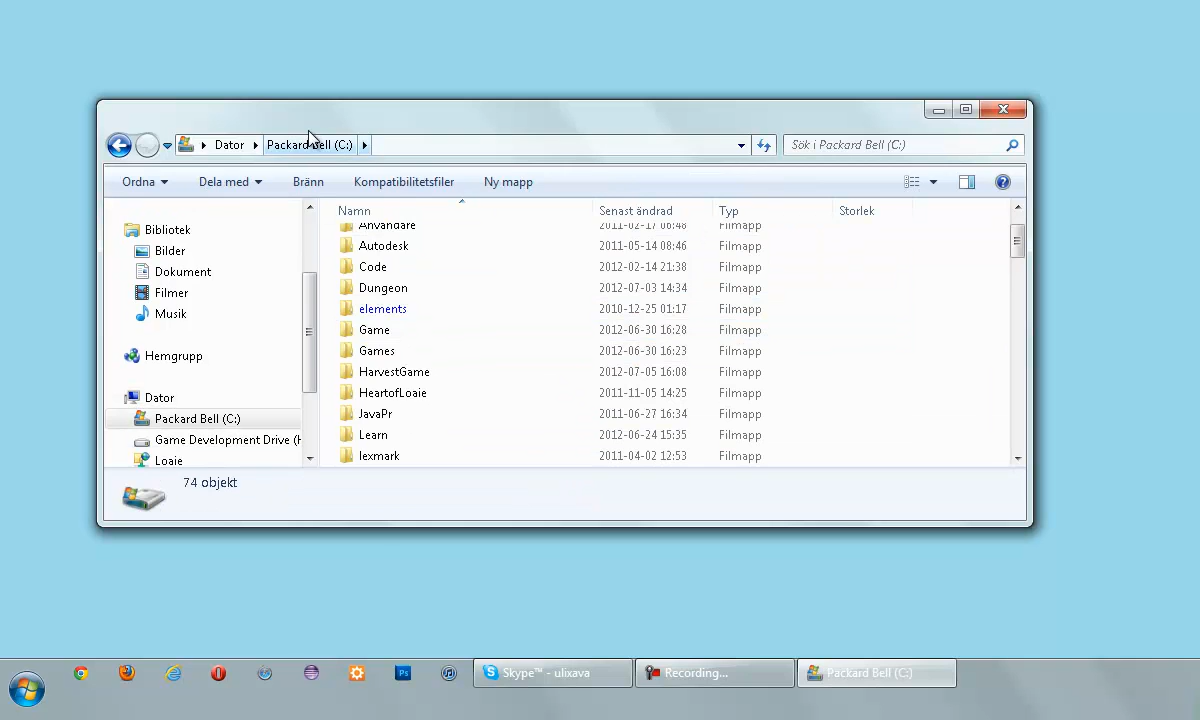 Dator Packard Bell (C:) Sök i Packard Bell (C:)
Ordna Dela med Bränn Kompatibilitetsfiler Ny mapp
Namn Senast ändrad Typ Storlek
Bibliotek
Bilder
Dokument
Filmer
Musik
Hemgrupp
Dator
Packard Bell (C:)
Game Development Drive (H
Loaie
Användare 2011-02-17 06:48 Filmapp
Autodesk 2011-05-14 08:46 Filmapp
Code 2012-02-14 21:38 Filmapp
Dungeon 2012-07-03 14:34 Filmapp
elements 2010-12-25 01:17 Filmapp
Game 2012-06-30 16:28 Filmapp
Games 2012-06-30 16:23 Filmapp
HarvestGame 2012-07-05 16:08 Filmapp
HeartofLoaie 2011-11-05 14:25 Filmapp
JavaPr 2011-06-27 16:34 Filmapp
Learn 2012-06-24 15:35 Filmapp
lexmark 2011-04-02 12:53 Filmapp
74 objekt
Ps Skype™ - ulixava Recording... Packard Bell (C:)